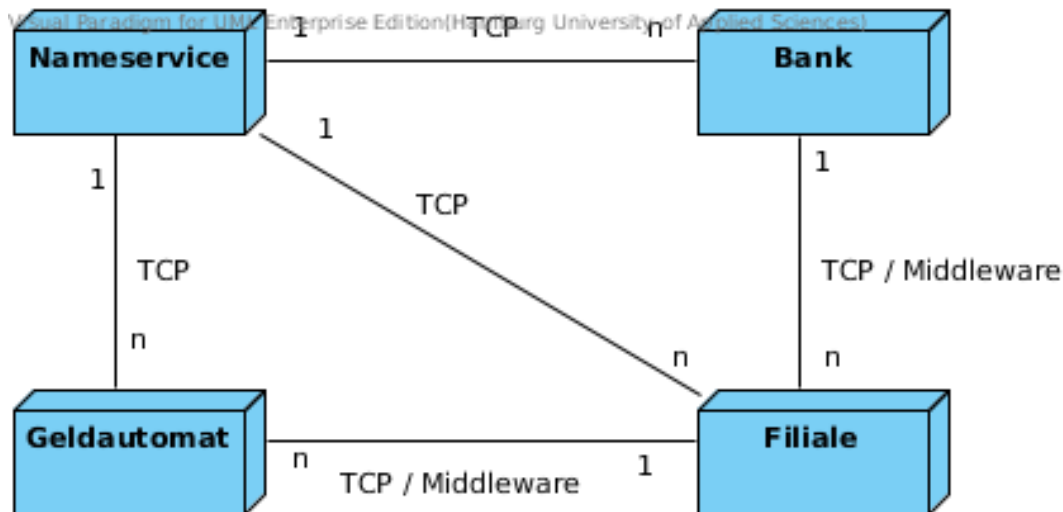 Visual Paradigm for UML Enterprise Edition(Hamburg University of Applied Sciences)
1 TCP n
Nameservice Bank
1 1
1
TCP
TCP TCP / Middleware
n n n
Geldautomat Filiale
n 1
TCP / Middleware